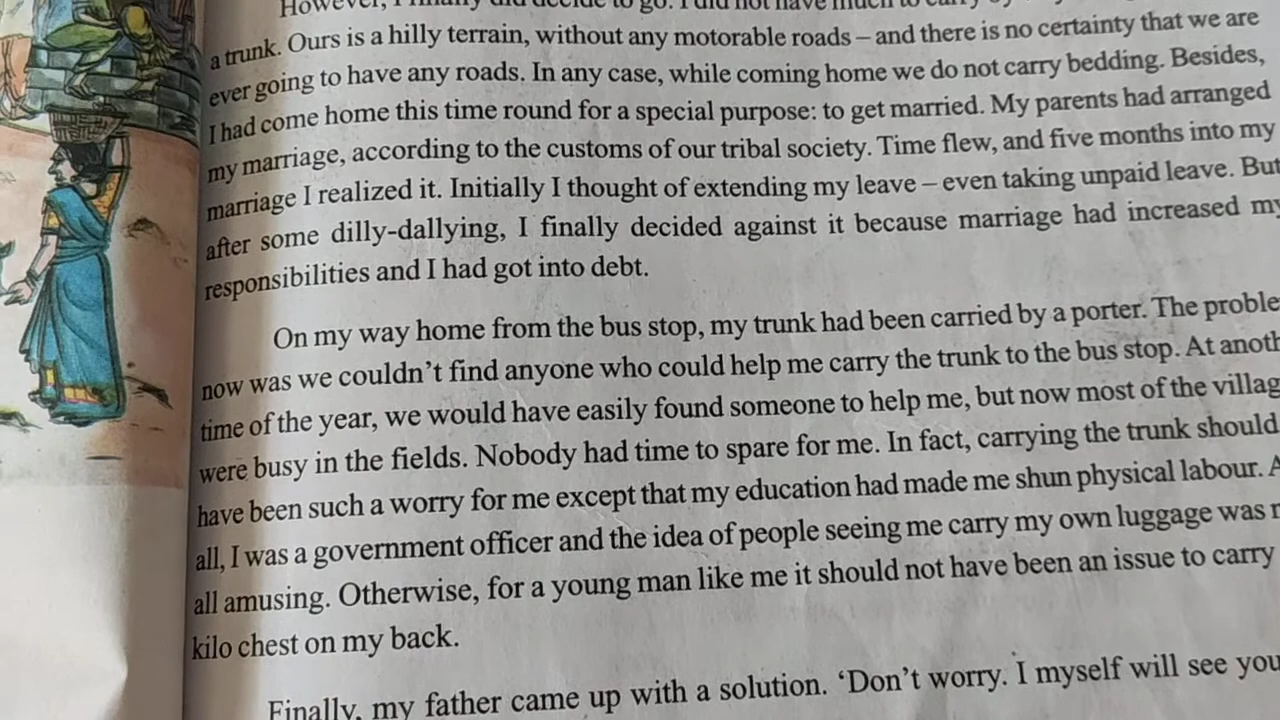 However, I finally did decide to go. I did not have much to carry
a trunk. Ours is a hilly terrain, without any motorable roads – and there is no certainty that we are
ever going to have any roads. In any case, while coming home we do not carry bedding. Besides,
I had come home this time round for a special purpose: to get married. My parents had arranged
my marriage, according to the customs of our tribal society. Time flew, and five months into my
marriage I realized it. Initially I thought of extending my leave – even taking unpaid leave. But
after some dilly-dallying, I finally decided against it because marriage had increased my
responsibilities and I had got into debt.
On my way home from the bus stop, my trunk had been carried by a porter. The proble
now was we couldn't find anyone who could help me carry the trunk to the bus stop. At anoth
time of the year, we would have easily found someone to help me, but now most of the villag
were busy in the fields. Nobody had time to spare for me. In fact, carrying the trunk should
have been such a worry for me except that my education had made me shun physical labour. A
all, I was a government officer and the idea of people seeing me carry my own luggage was
all amusing. Otherwise, for a young man like me it should not have been an issue to carry
kilo chest on my back.
Finally, my father came up with a solution. 'Don't worry. I myself will see you